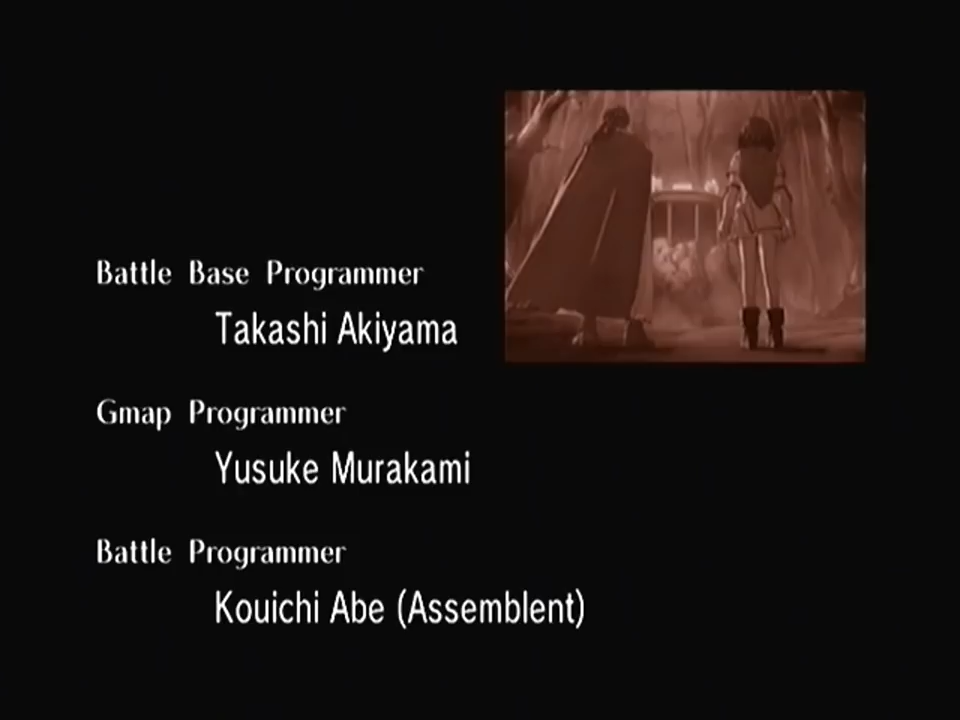 Battle Base Programmer
Takashi Akiyama
Gmap Programmer
Yusuke Murakami
Battle Programmer
Kouichi Abe (Assemblent)